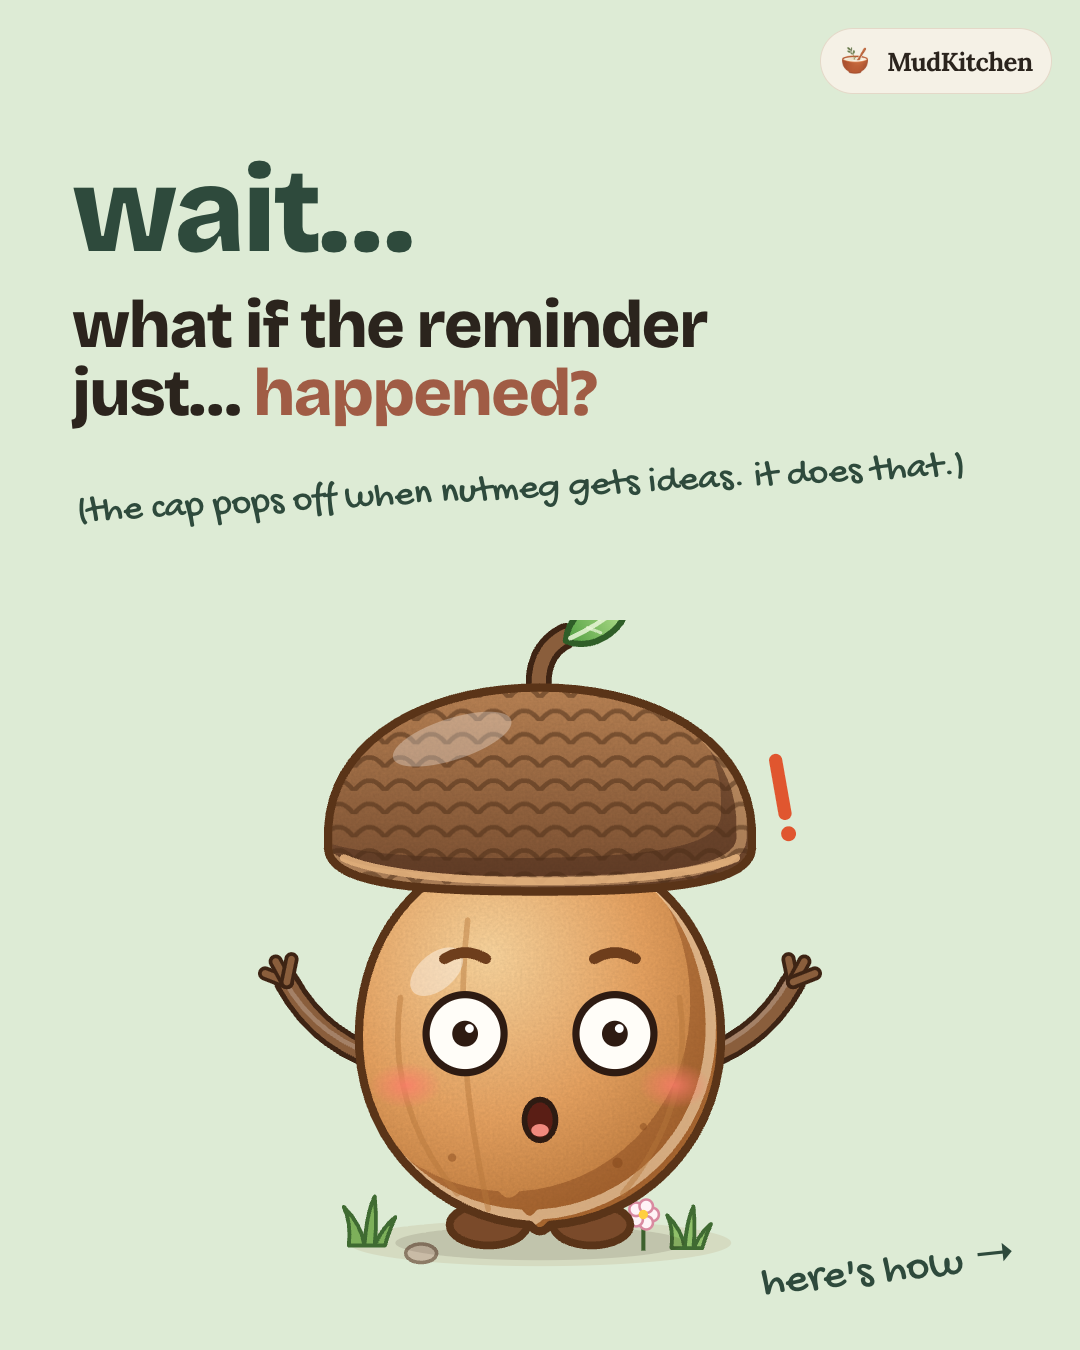 MudKitchen
wait...
what if the reminder
just... happened?
(the cap pops off when nutmeg gets ideas. it does that.)
!
here's how →